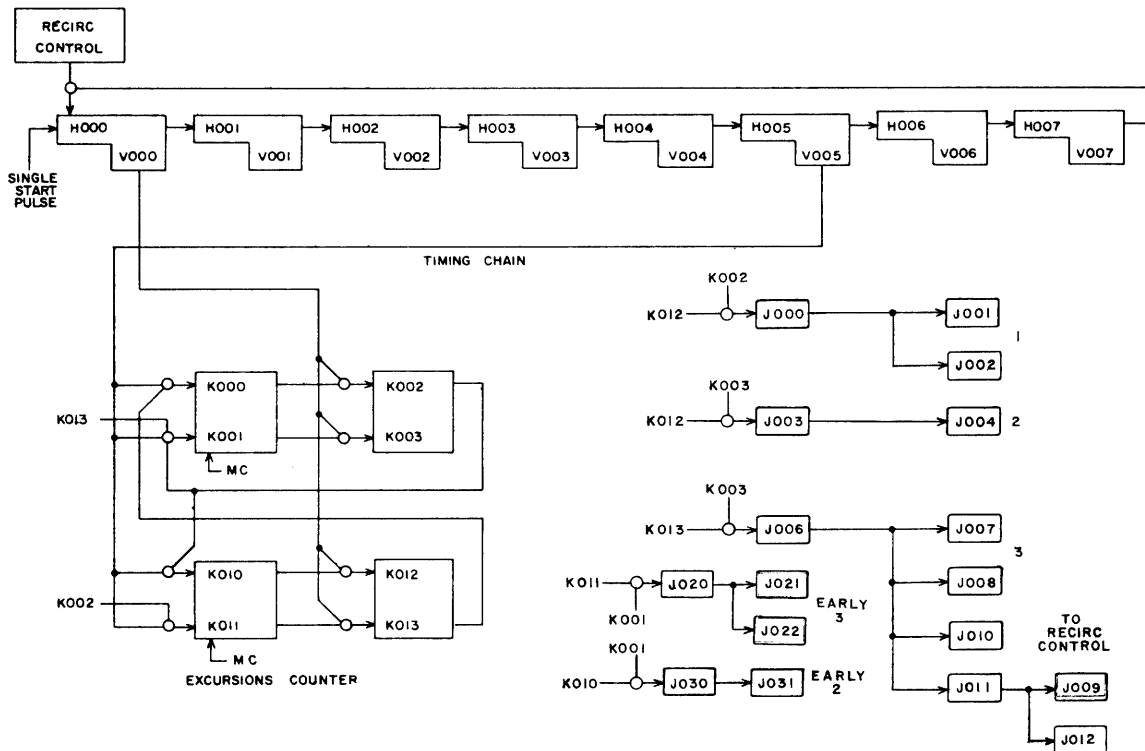 RECIRC
CONTROL
H000
V000
H001
V001
H002
V002
H003
V003
H004
V004
H005
V005
H006
V006
H007
V007
SINGLE
START
PULSE
TIMING CHAIN
K013
K000
K001
MC
K002
K003
K002
K010
K011
MC
K012
K013
EXCURSIONS COUNTER
K002
K012
J000
J001
J002
1
K003
K012
J003
J004
2
K003
K013
J006
J007
3
J008
J010
J011
TO
RECIRC
CONTROL
J009
J012
K011
K001
J020
J021
J022
EARLY
3
K001
K010
J030
J031
EARLY
2